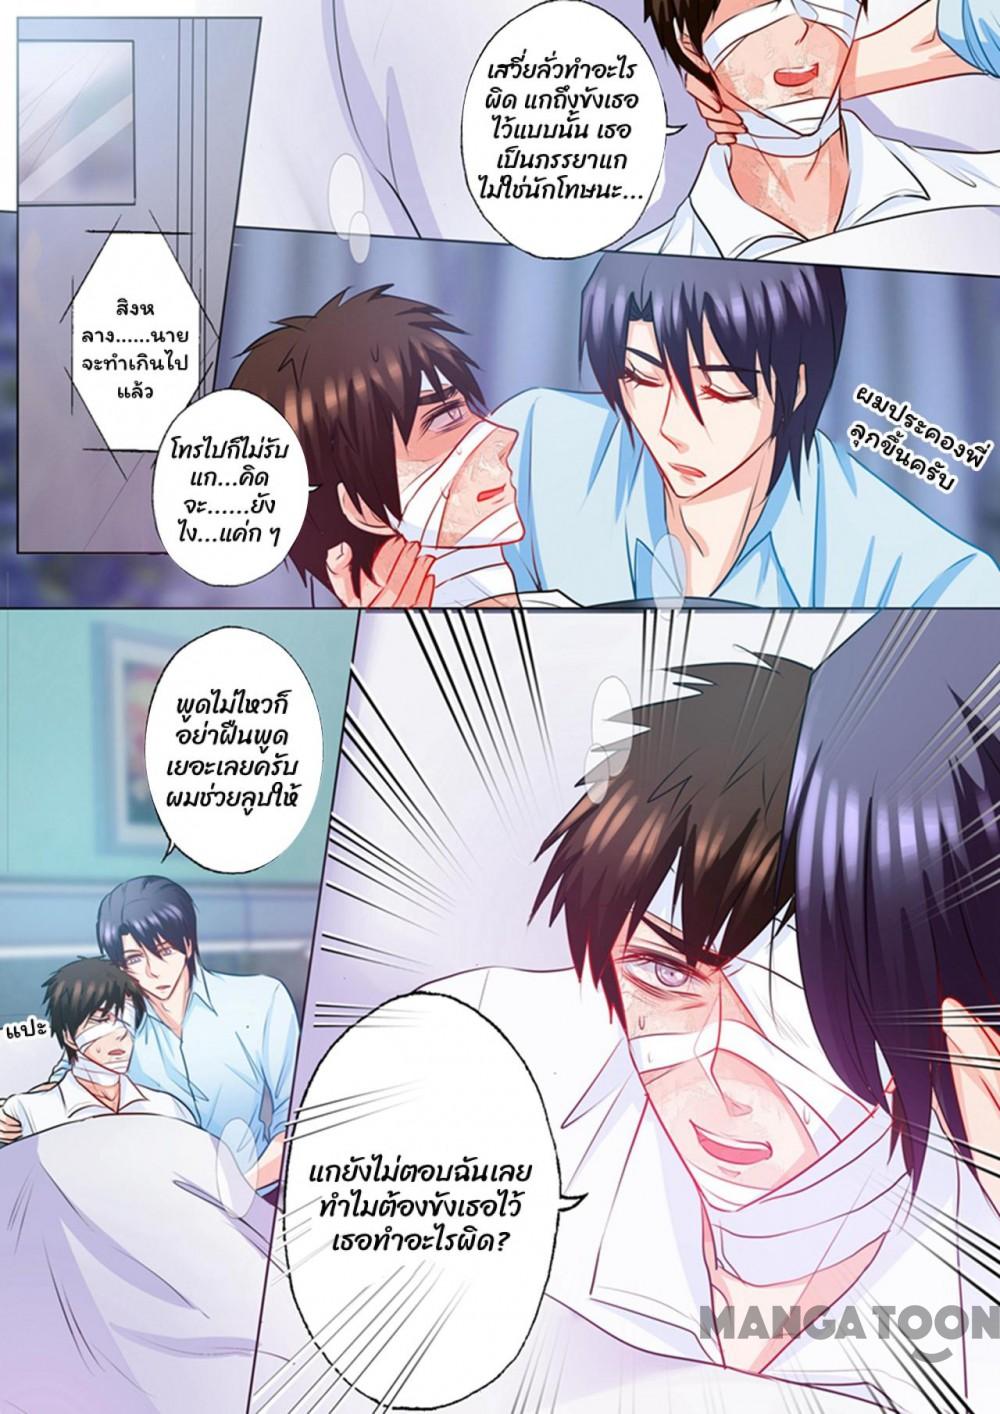 เสวี่ยลั่วทำอะไร
ผิด แกถึงขังเธอ
ไว้แบบนั้น เธอ
เป็นภรรยาแก
ไม่ใช่นักโทษนะ...
สิงห
ลาง......นาย
จะทำเกินไป
แล้ว
โทรไปก็ไม่รับ
แก...คิด
จะ......ยัง
ไง...แค่ก ๆ
ผมประคองพี่
ลุกขึ้นครับ
พูดไม่ไหวก็
อย่าฝืนพูด
เยอะเลยครับ
ผมช่วยลูบให้
แปะ
แกยังไม่ตอบฉันเลย
ทำไมต้องขังเธอไว้
เธอทำอะไรผิด?
MANGATOON